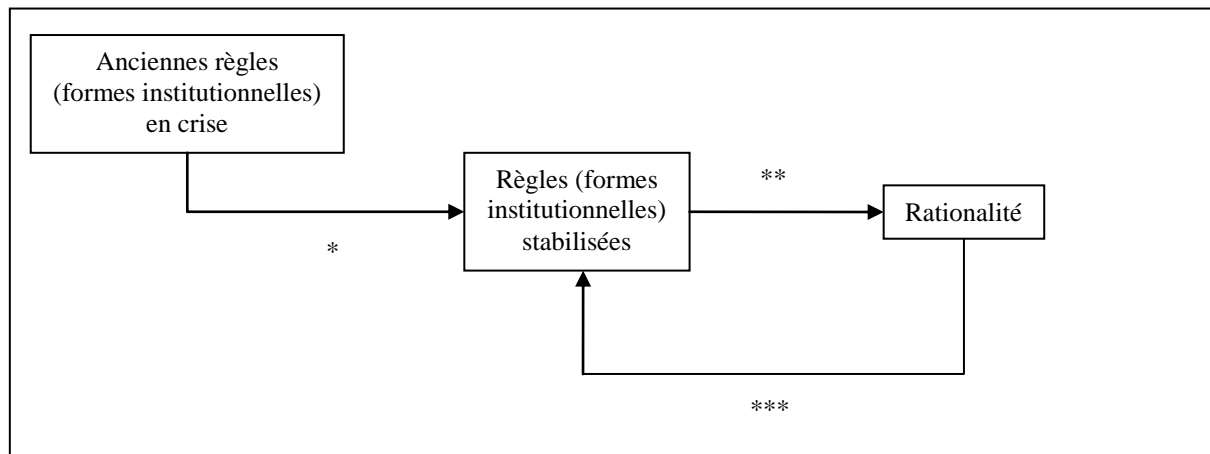 Anciennes règles
(formes institutionnelles)
en crise
Règles (formes
institutionnelles)
stabilisées
**
Rationalité
*
***